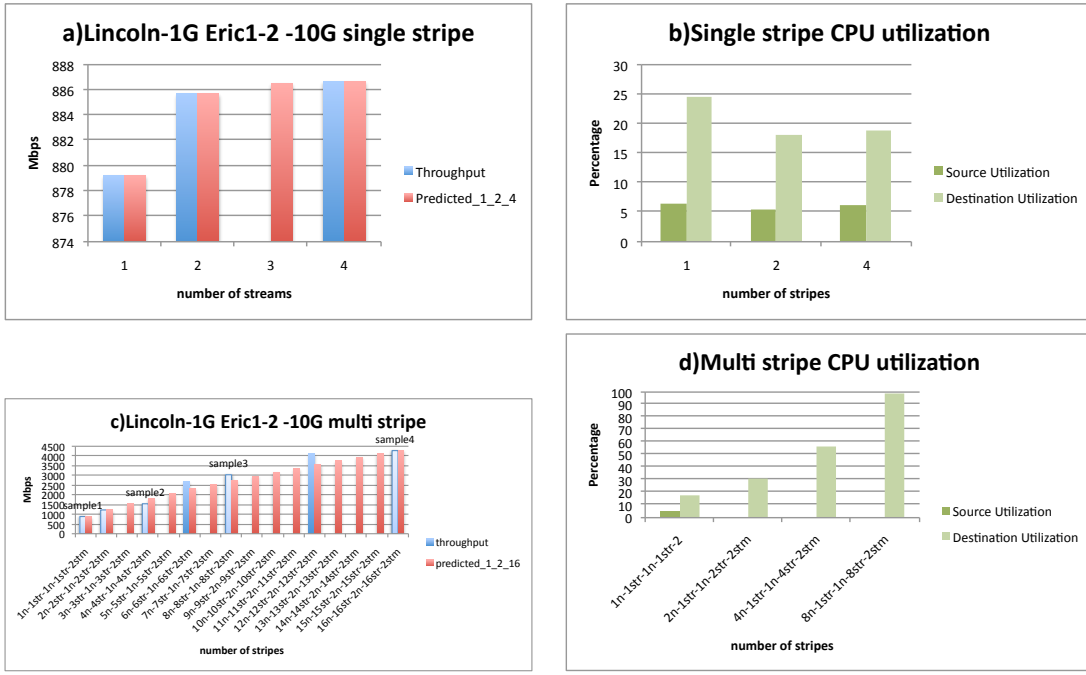 a)Lincoln-1G Eric1-2 -10G single stripe
888
886
884
882
880
878
876
874
Mbps
1
2
3
4
number of streams
Throughput
Predicted_1_2_4
b)Single stripe CPU utilization
30
25
20
15
10
5
0
Percentage
1
2
4
number of stripes
Source Utilization
Destination Utilization
c)Lincoln-1G Eric1-2 -10G multi stripe
4500
4000
3500
3000
2500
2000
1500
1000
500
0
Mbps
sample1
sample2
sample3
sample4
1n-1str-1n-1str-2stm
2n-2str-1n-2str-2stm
3n-3str-1n-3str-2stm
4n-4str-1n-4str-2stm
5n-5str-1n-5str-2stm
6n-6str-1n-6str-2stm
7n-7str-1n-7str-2stm
8n-8str-1n-8str-2stm
9n-9str-2n-9str-2stm
10n-10str-2n-10str-2stm
11n-11str-2n-11str-2stm
12n-12str-2n-12str-2stm
13n-13str-2n-13str-2stm
14n-14str-2n-14str-2stm
15n-15str-2n-15str-2stm
16n-16str-2n-16str-2stm
number of stripes
throughput
predicted_1_2_16
d)Multi stripe CPU utilization
100
90
80
70
60
50
40
30
20
10
0
Percentage
1n-1str-1n-1str-2
2n-1str-1n-2str-2stm
4n-1str-1n-4str-2stm
8n-1str-1n-8str-2stm
number of stripes
Source Utilization
Destination Utilization